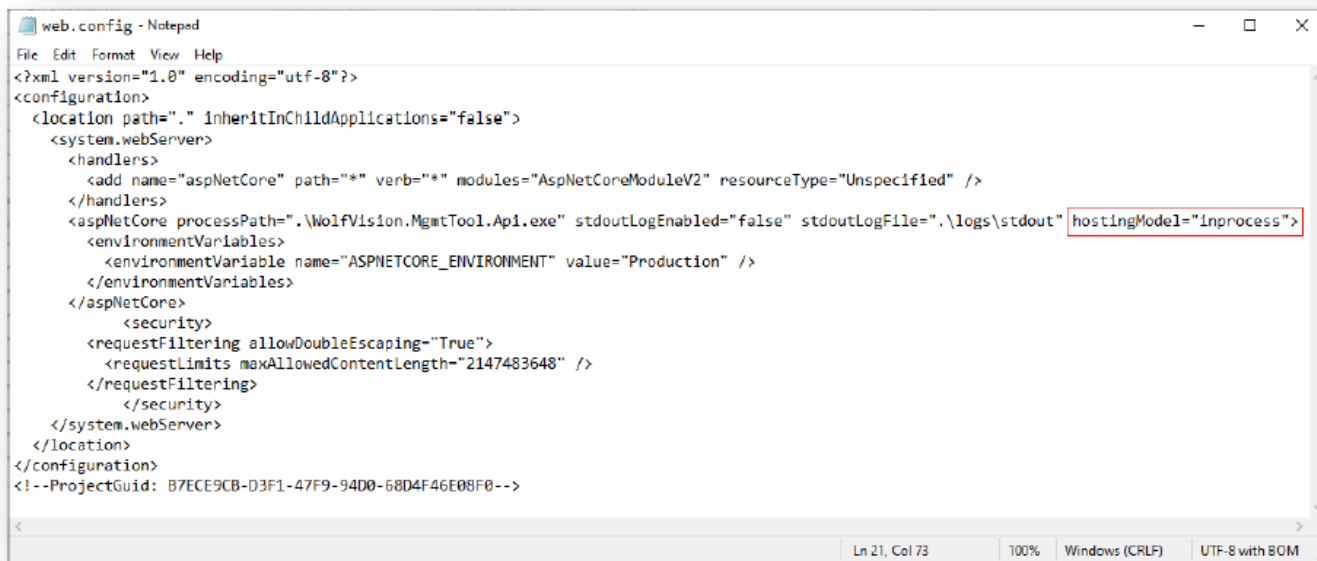 web.config - Notepad
File Edit Format View Help
<?xml version="1.0" encoding="utf-8"?>
<configuration>
  <location path="." inheritInChildApplications="false">
    <system.webServer>
      <handlers>
        <add name="aspNetCore" path="*" verb="*" modules="AspNetCoreModuleV2" resourceType="Unspecified" />
      </handlers>
      <aspNetCore processPath=".\WolfVision.MgmtTool.Api.exe" stdoutLogEnabled="false" stdoutLogFile=".\logs\stdout" hostingModel="inprocess">
        <environmentVariables>
          <environmentVariable name="ASPNETCORE_ENVIRONMENT" value="Production" />
        </environmentVariables>
      </aspNetCore>
            <security>
        <requestFiltering allowDoubleEscaping="True">
          <requestLimits maxAllowedContentLength="2147483648" />
        </requestFiltering>
            </security>
    </system.webServer>
  </location>
</configuration>
<!--ProjectGuid: B7ECE9CB-D3F1-47F9-94D0-68D4F46E08F0-->
Ln 21, Col 73 100% Windows (CRLF) UTF-8 with BOM